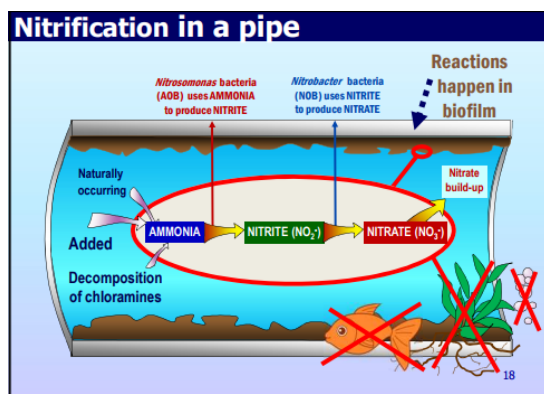 Nitrification in a pipe
Nitrosomonas bacteria
(AOB) uses AMMONIA
to produce NITRITE
Nitrobacter bacteria
(NOB) uses NITRITE
to produce NITRATE
Reactions
happen in
biofilm
Naturally
occurring
Added
Decomposition
of chloramines
AMMONIA
NITRITE (NO₂⁻)
NITRATE (NO₃⁻)
Nitrate
build-up
18